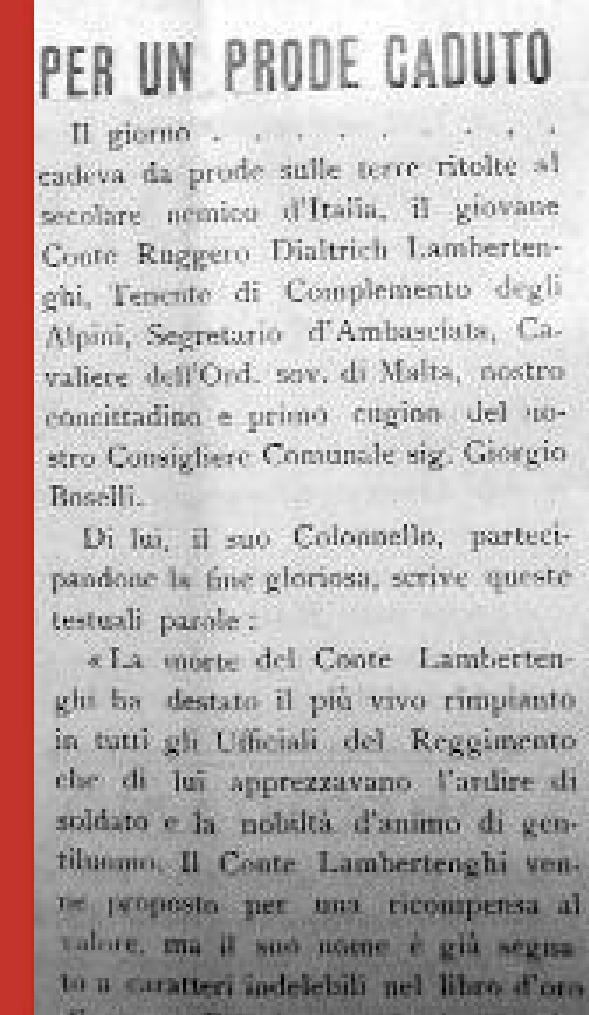 PER UN PRODE CADUTO
Il giorno . . . . . . . . .
cadeva da prode sulle terre ritolte al
secolare nemico d'Italia, il giovane
Conte Ruggero Dialtrich Lamberten-
ghi, Tenente di Complemento degli
Alpini, Segretario d'Ambasciata, Ca-
valiere dell'Ord. sov. di Malta, nostro
concittadino e primo cugino del no-
stro Consigliere Comunale sig. Giorgio
Boselli.
Di lui, il suo Colonnello, parteci-
pandone la fine gloriosa, scrive queste
testuali parole :
« La morte del Conte Lamberten-
ghi ha destato il più vivo rimpianto
in tutti gli Ufficiali del Reggimento
che di lui apprezzavano l'ardire di
soldato e la nobiltà d'animo di gen-
tiluomo. Il Conte Lambertenghi ven-
ne proposto per una ricompensa al
valore, ma il suo nome è già segna-
to a caratteri indelebili nel libro d'oro